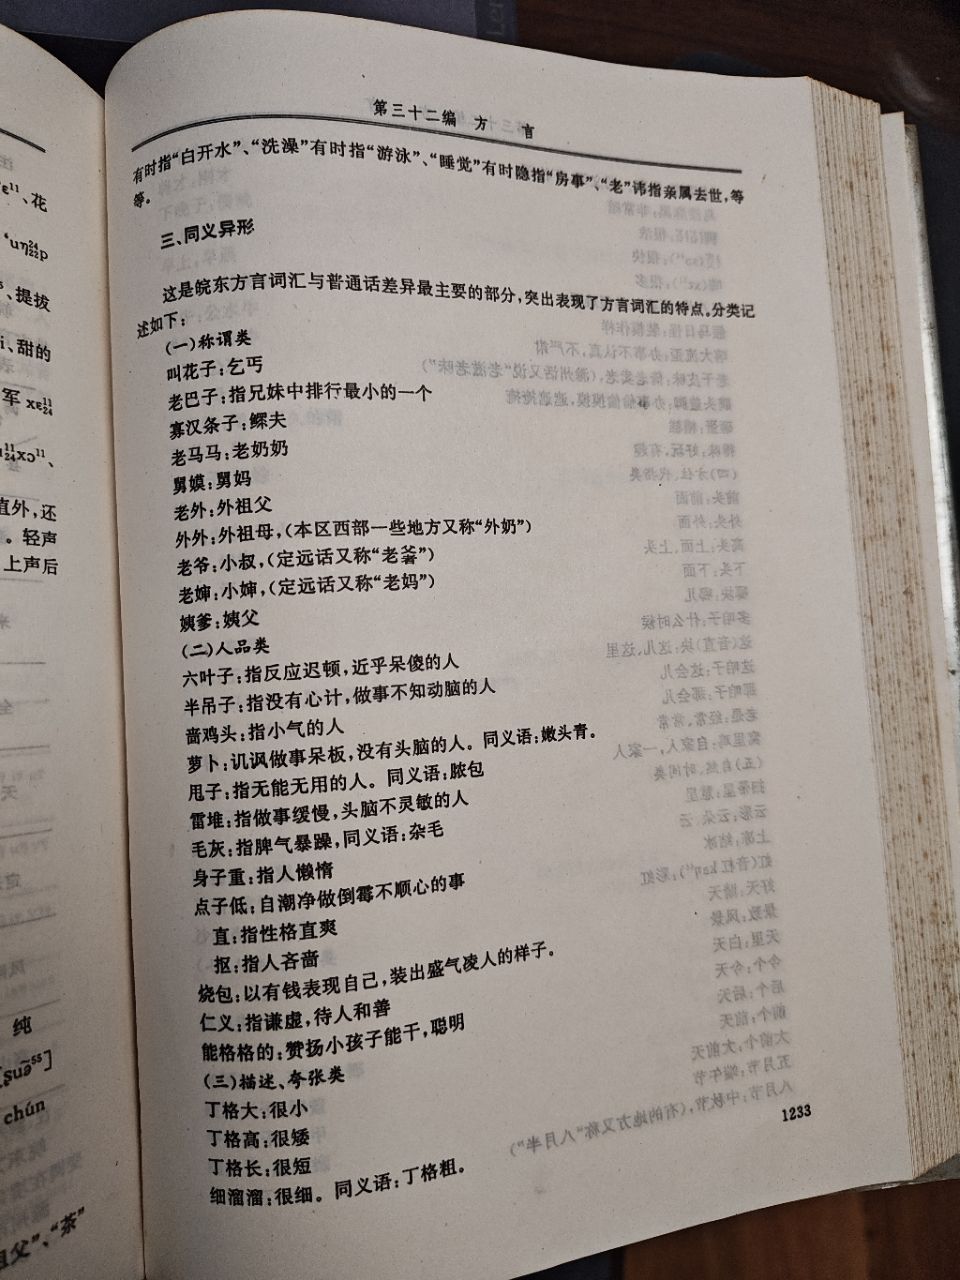 第三十二编　方　言
有时指“白开水”、“洗澡”有时指“游泳”、“睡觉”有时隐指“房事”、“老”讳指亲属去世，等
等。
三、同义异形
这是皖东方言词汇与普通话差异最主要的部分，突出表现了方言词汇的特点。分类记
述如下：
(一)称谓类
叫花子：乞丐
老巴子：指兄妹中排行最小的一个
寡汉条子：鳏夫
老马马：老奶奶
舅嫫：舅妈
老外：外祖父
外外：外祖母，(本区西部一些地方又称“外奶”)
老爷：小叔，(定远话又称“老爹”)
老婶：小婶，(定远话又称“老妈”)
姨爹：姨父
(二)人品类
六叶子：指反应迟顿，近乎呆傻的人
半吊子：指没有心计，做事不知动脑的人
啬鸡头：指小气的人
萝卜：讥讽做事呆板，没有头脑的人。同义语：嫩头青。
甩子：指无能无用的人。同义语：脓包
雷堆：指做事缓慢，头脑不灵敏的人
毛灰：指脾气暴躁，同义语：杂毛
身子重：指人懒惰
点子低：自潮净做倒霉不顺心的事
直：指性格直爽
抠：指人吝啬
烧包：以有钱表现自己，装出盛气凌人的样子。
仁义：指谦虚，待人和善
能格格的：赞扬小孩子能干，聪明
(三)描述、夸张类
丁格大：很小
丁格高：很矮
丁格长：很短
细溜溜：很细。同义语：丁格粗。
1233
、花
、提拔
、甜的
军
直外，还
。轻声
上声后
纯
chún
祖父”、“茶”